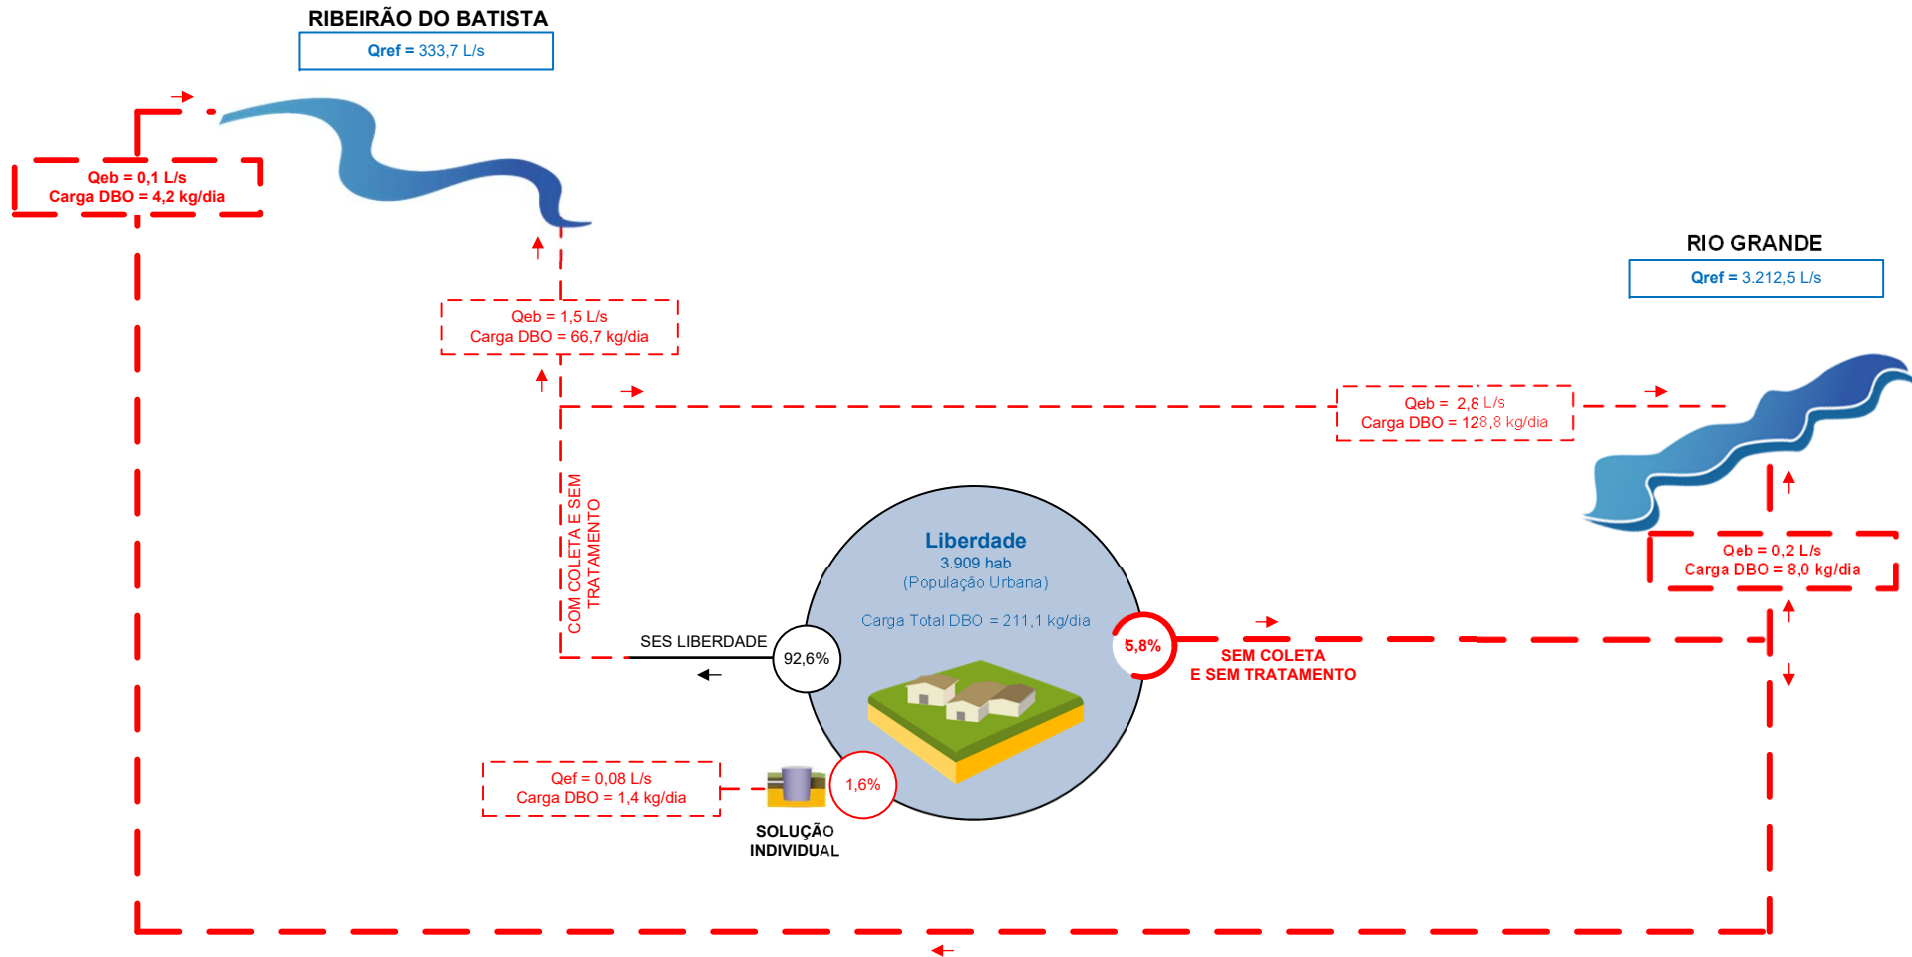 RIBEIRÃO DO BATISTA
Qref = 333,7 L/s
Qeb = 0,1 L/s
Carga DBO = 4,2 kg/dia
RIO GRANDE
Qref = 3.212,5 L/s
Qeb = 1,5 L/s
Carga DBO = 66,7 kg/dia
Qeb = 2,8 L/s
Carga DBO = 128,8 kg/dia
COM COLETA E SEM
TRATAMENTO
Liberdade
3.909 hab
(População Urbana)
Carga Total DBO = 211,1 kg/dia
Qeb = 0,2 L/s
Carga DBO = 8,0 kg/dia
SES LIBERDADE
92,6%
5,8%
SEM COLETA
E SEM TRATAMENTO
Qef = 0,08 L/s
Carga DBO = 1,4 kg/dia
1,6%
SOLUÇÃO
INDIVIDUAL